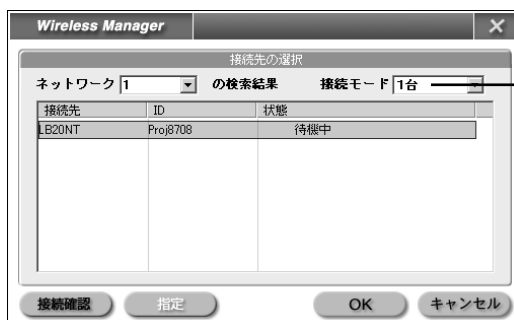 Wireless Manager
接続先の選択
ネットワーク 1 の検索結果 接続モード 1台
接続先 ID 状態
LB20NT Proj8708 待機中
接続確認 指定 OK キャンセル